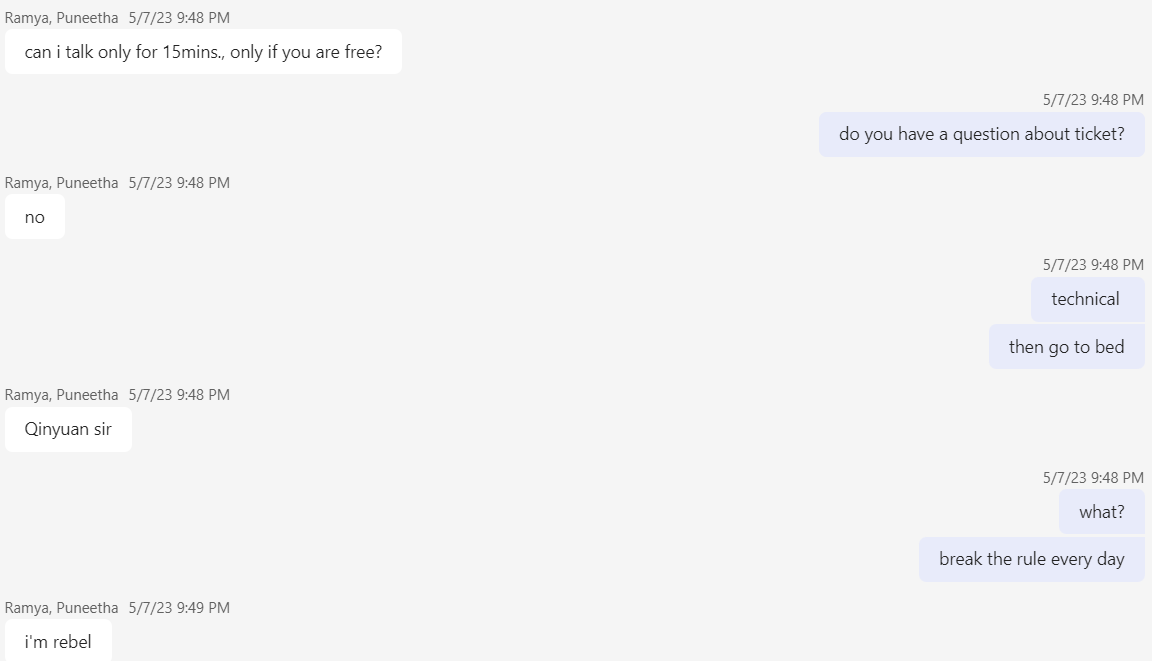 Ramya, Puneetha 5/7/23 9:48 PM
can i talk only for 15mins., only if you are free?
5/7/23 9:48 PM
do you have a question about ticket?
Ramya, Puneetha 5/7/23 9:48 PM
no
5/7/23 9:48 PM
technical
then go to bed
Ramya, Puneetha 5/7/23 9:48 PM
Qinyuan sir
5/7/23 9:48 PM
what?
break the rule every day
Ramya, Puneetha 5/7/23 9:49 PM
i'm rebel